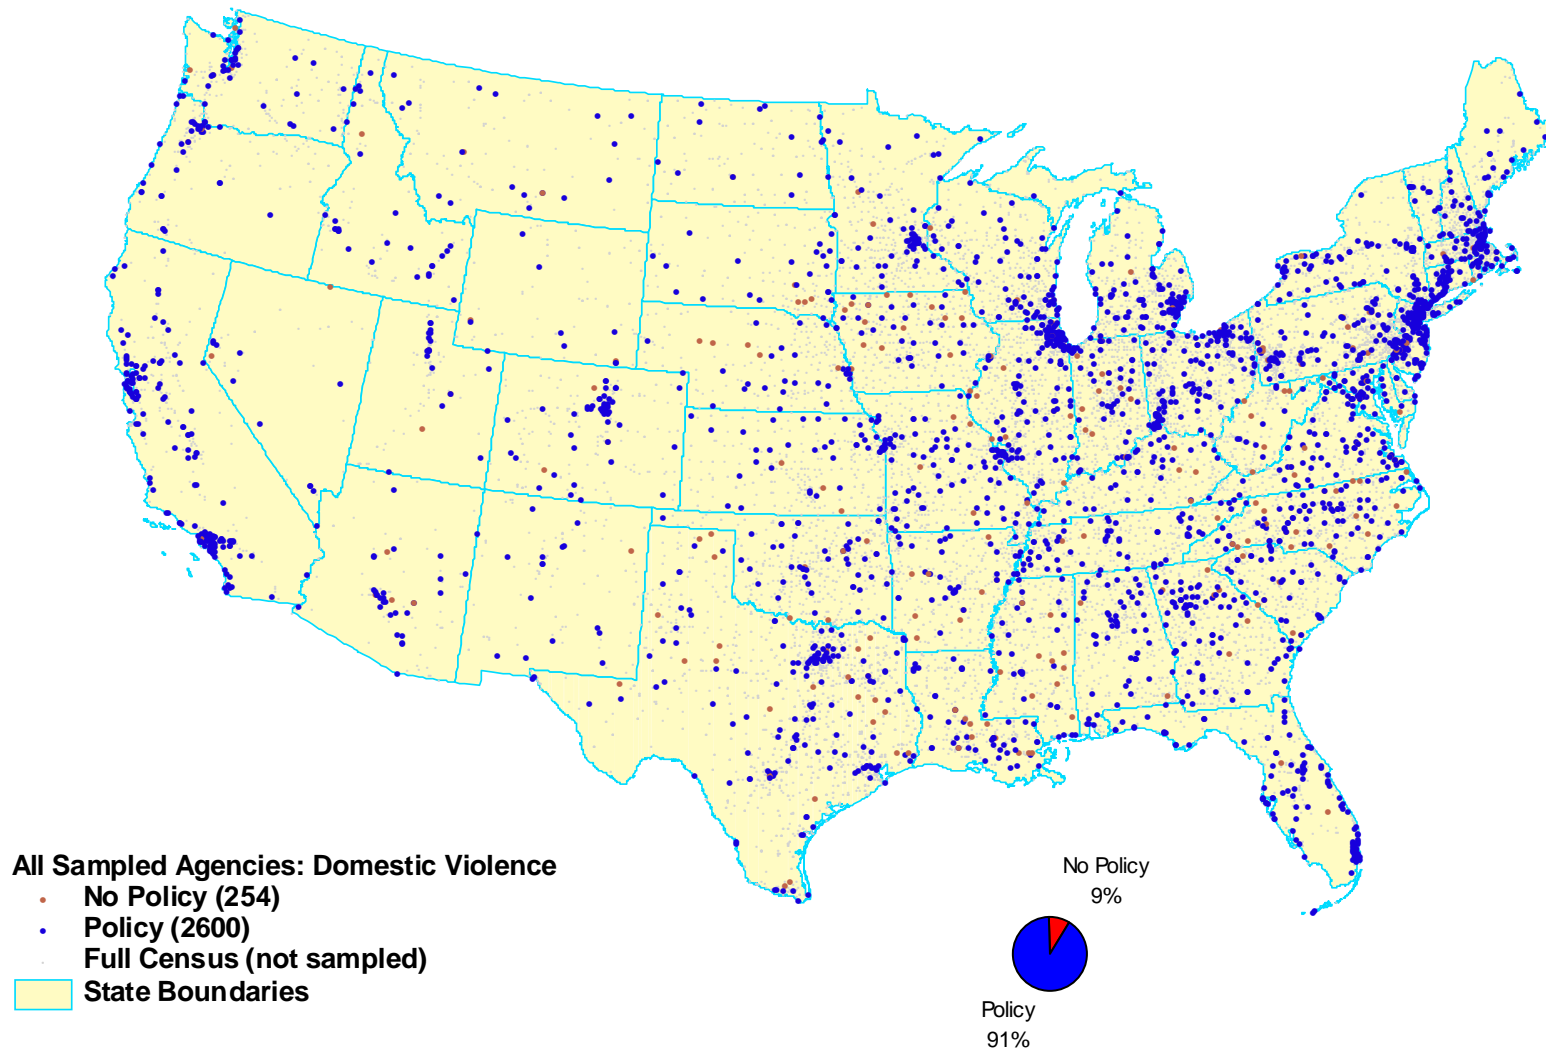 All Sampled Agencies: Domestic Violence
No Policy (254)
Policy (2600)
Full Census (not sampled)
State Boundaries
No Policy
9%
Policy
91%